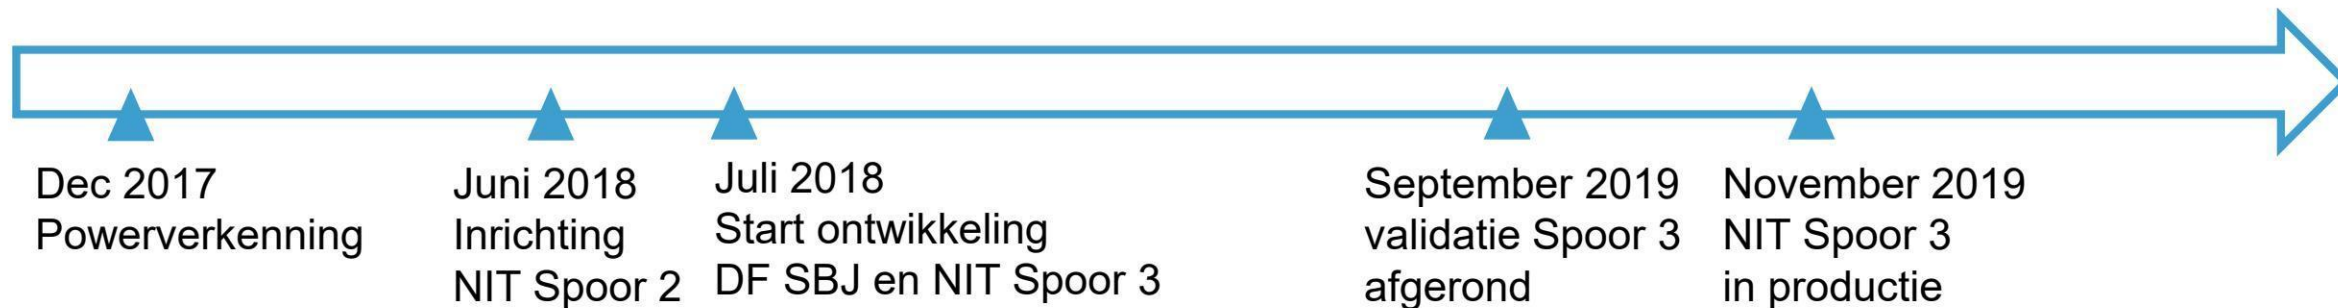 Dec 2017
Powerverkenning
Juni 2018
Inrichting
NIT Spoor 2
Juli 2018
Start ontwikkeling
DF SBJ en NIT Spoor 3
September 2019
validatie Spoor 3
afgerond
November 2019
NIT Spoor 3
in productie